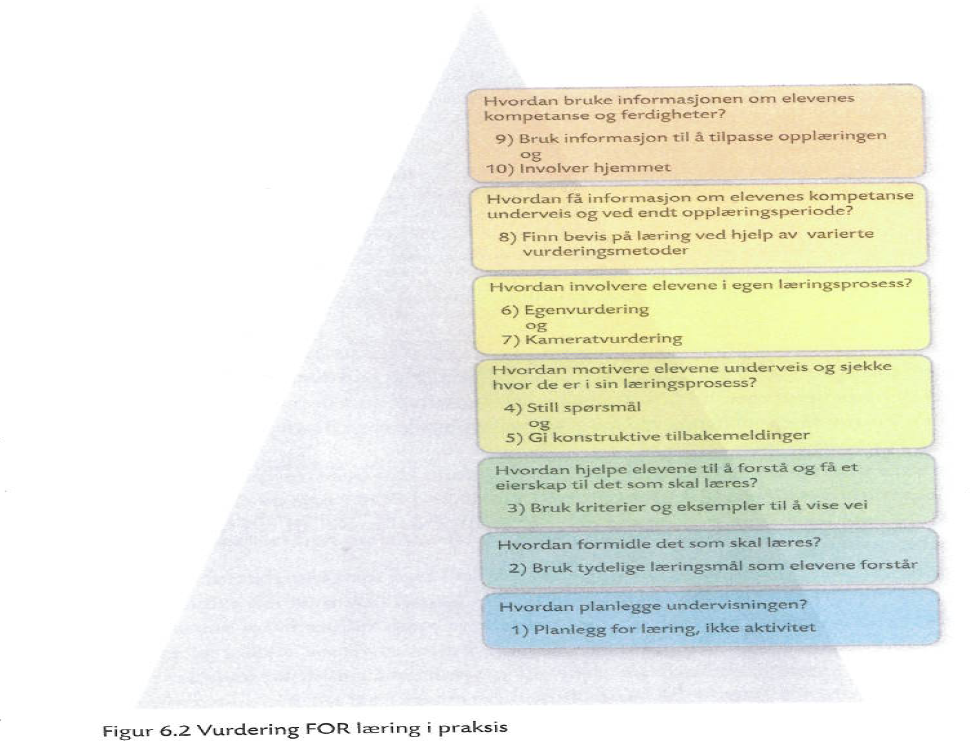 Hvordan bruke informasjonen om elevenes
kompetanse og ferdigheter?
9) Bruk informasjon til å tilpasse opplæringen
og
10) Involver hjemmet
Hvordan få informasjon om elevenes kompetanse
underveis og ved endt opplæringsperiode?
8) Finn bevis på læring ved hjelp av varierte
vurderingsmetoder
Hvordan involvere elevene i egen læringsprosess?
6) Egenvurdering
og
7) Kameratvurdering
Hvordan motivere elevene underveis og sjekke
hvor de er i sin læringsprosess?
4) Still spørsmål
og
5) Gi konstruktive tilbakemeldinger
Hvordan hjelpe elevene til å forstå og få et
eierskap til det som skal læres?
3) Bruk kriterier og eksempler til å vise vei
Hvordan formidle det som skal læres?
2) Bruk tydelige læringsmål som elevene forstår
Hvordan planlegge undervisningen?
1) Planlegg for læring, ikke aktivitet
Figur 6.2 Vurdering FOR læring i praksis